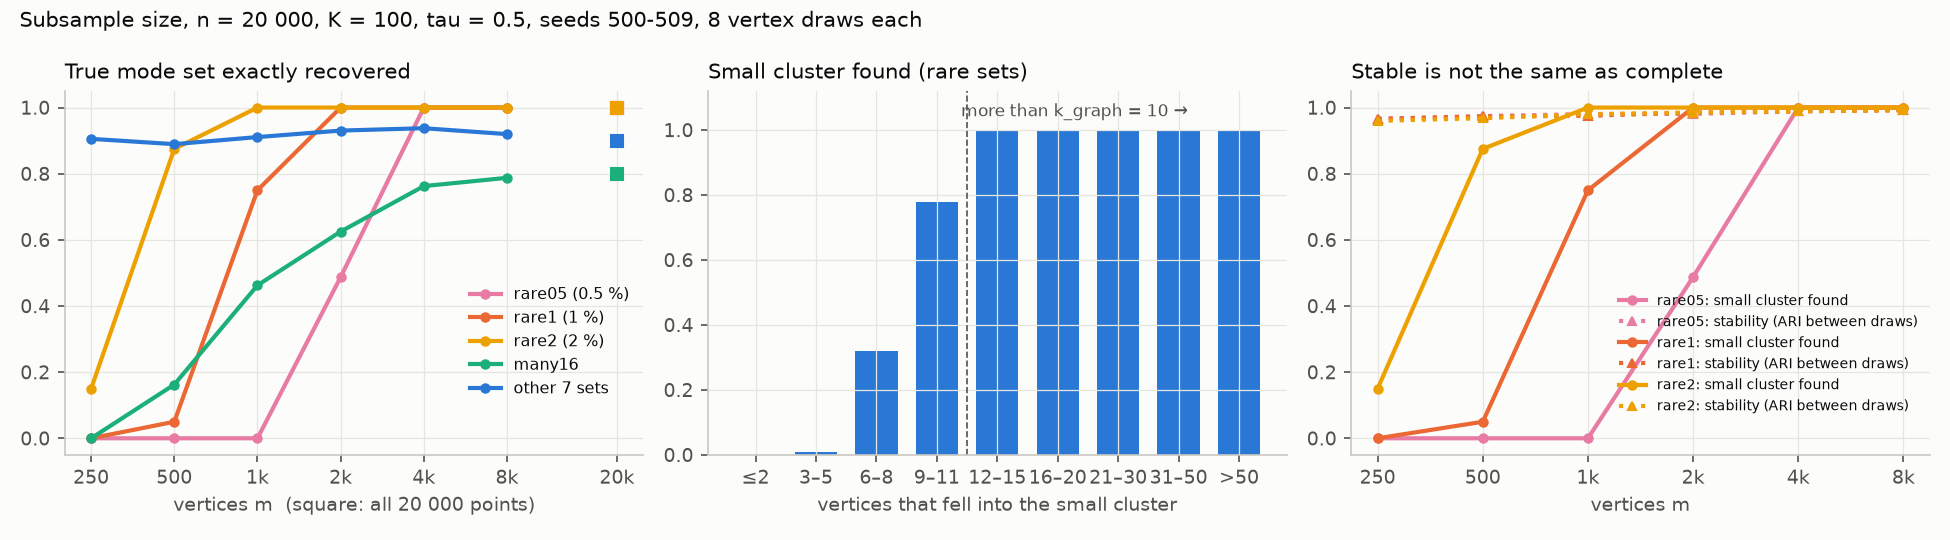 Subsample size, n = 20 000, K = 100, tau = 0.5, seeds 500-509, 8 vertex draws each
True mode set exactly recovered
1.0
0.8
0.6
0.4
0.2
0.0
rare05 (0.5 %)
rare1 (1 %)
rare2 (2 %)
many16
other 7 sets
250 500 1k 2k 4k 8k 20k
vertices m (square: all 20 000 points)
Small cluster found (rare sets)
more than k_graph = 10 →
1.0
0.8
0.6
0.4
0.2
0.0
≤2 3–5 6–8 9–11 12–15 16–20 21–30 31–50 >50
vertices that fell into the small cluster
Stable is not the same as complete
1.0
0.8
0.6
0.4
0.2
0.0
rare05: small cluster found
rare05: stability (ARI between draws)
rare1: small cluster found
rare1: stability (ARI between draws)
rare2: small cluster found
rare2: stability (ARI between draws)
250 500 1k 2k 4k 8k
vertices m